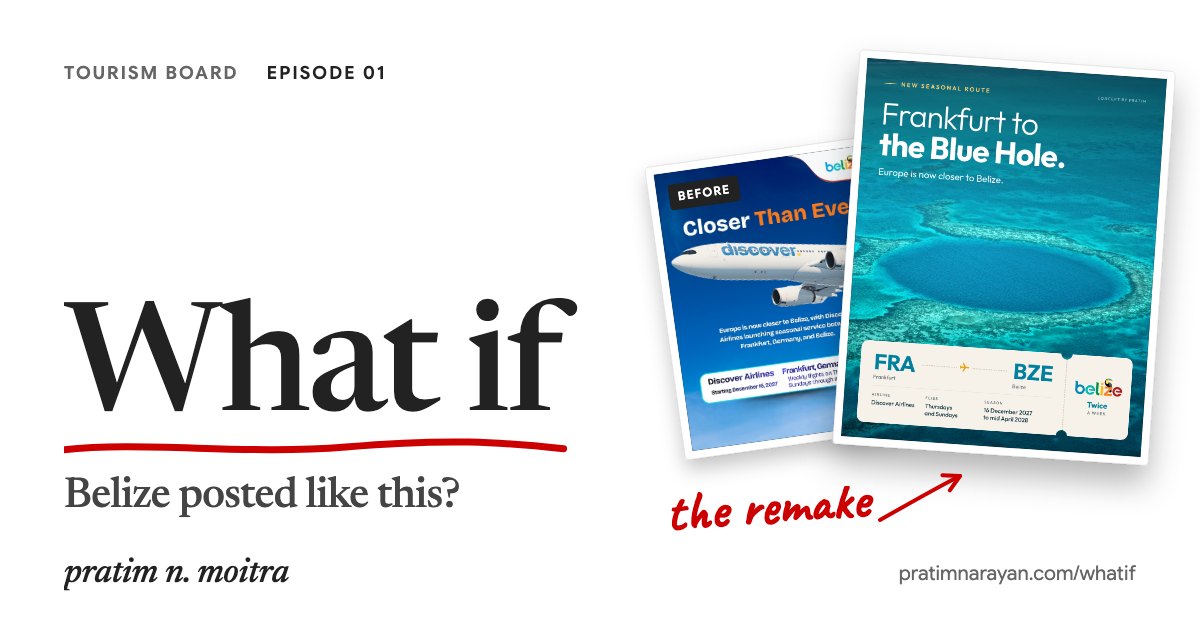 TOURISM BOARD EPISODE 01
What if
Belize posted like this?
pratim n. moitra
BEFORE
beli
Closer Than Eve
discover
Europe is now closer to Belize, with Disco
Airlines launching seasonal service betw
Frankfurt, Germany, and Belize.
Discover Airlines
Starting December 16, 2027
Frankfurt, Germa
Weekly flights on Th
Sundays through
NEW SEASONAL ROUTE
CONCEPT BY PRATIM
Frankfurt to
the Blue Hole.
Europe is now closer to Belize.
FRA
Frankfurt
BZE
Belize
AIRLINE
Discover Airlines
FLIES
Thursdays
and Sundays
SEASON
16 December 2027
to mid April 2028
belize
Twice
A WEEK
the remake
pratimnarayan.com/whatif